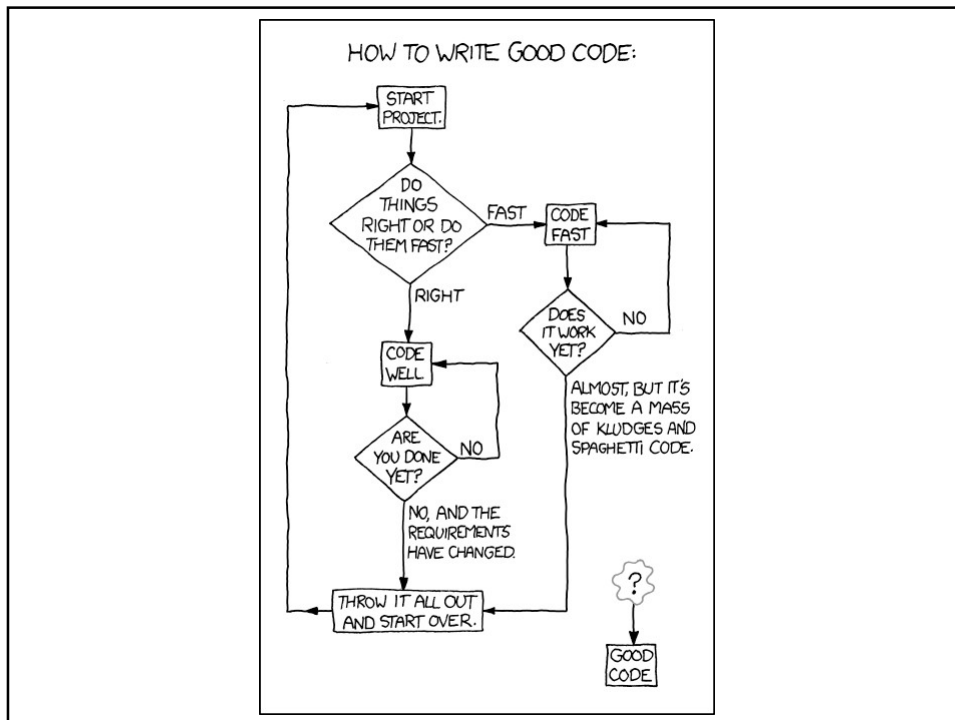 HOW TO WRITE GOOD CODE:
START
PROJECT.
DO
THINGS
RIGHT OR DO
THEM FAST?
FAST
CODE
FAST
RIGHT
DOES
IT WORK
YET?
NO
CODE
WELL
ALMOST, BUT IT'S
BECOME A MASS
OF KLUDGES AND
SPAGHETTI CODE.
ARE
YOU DONE
YET?
NO
NO, AND THE
REQUIREMENTS
HAVE CHANGED.
THROW IT ALL OUT
AND START OVER.
?
GOOD
CODE